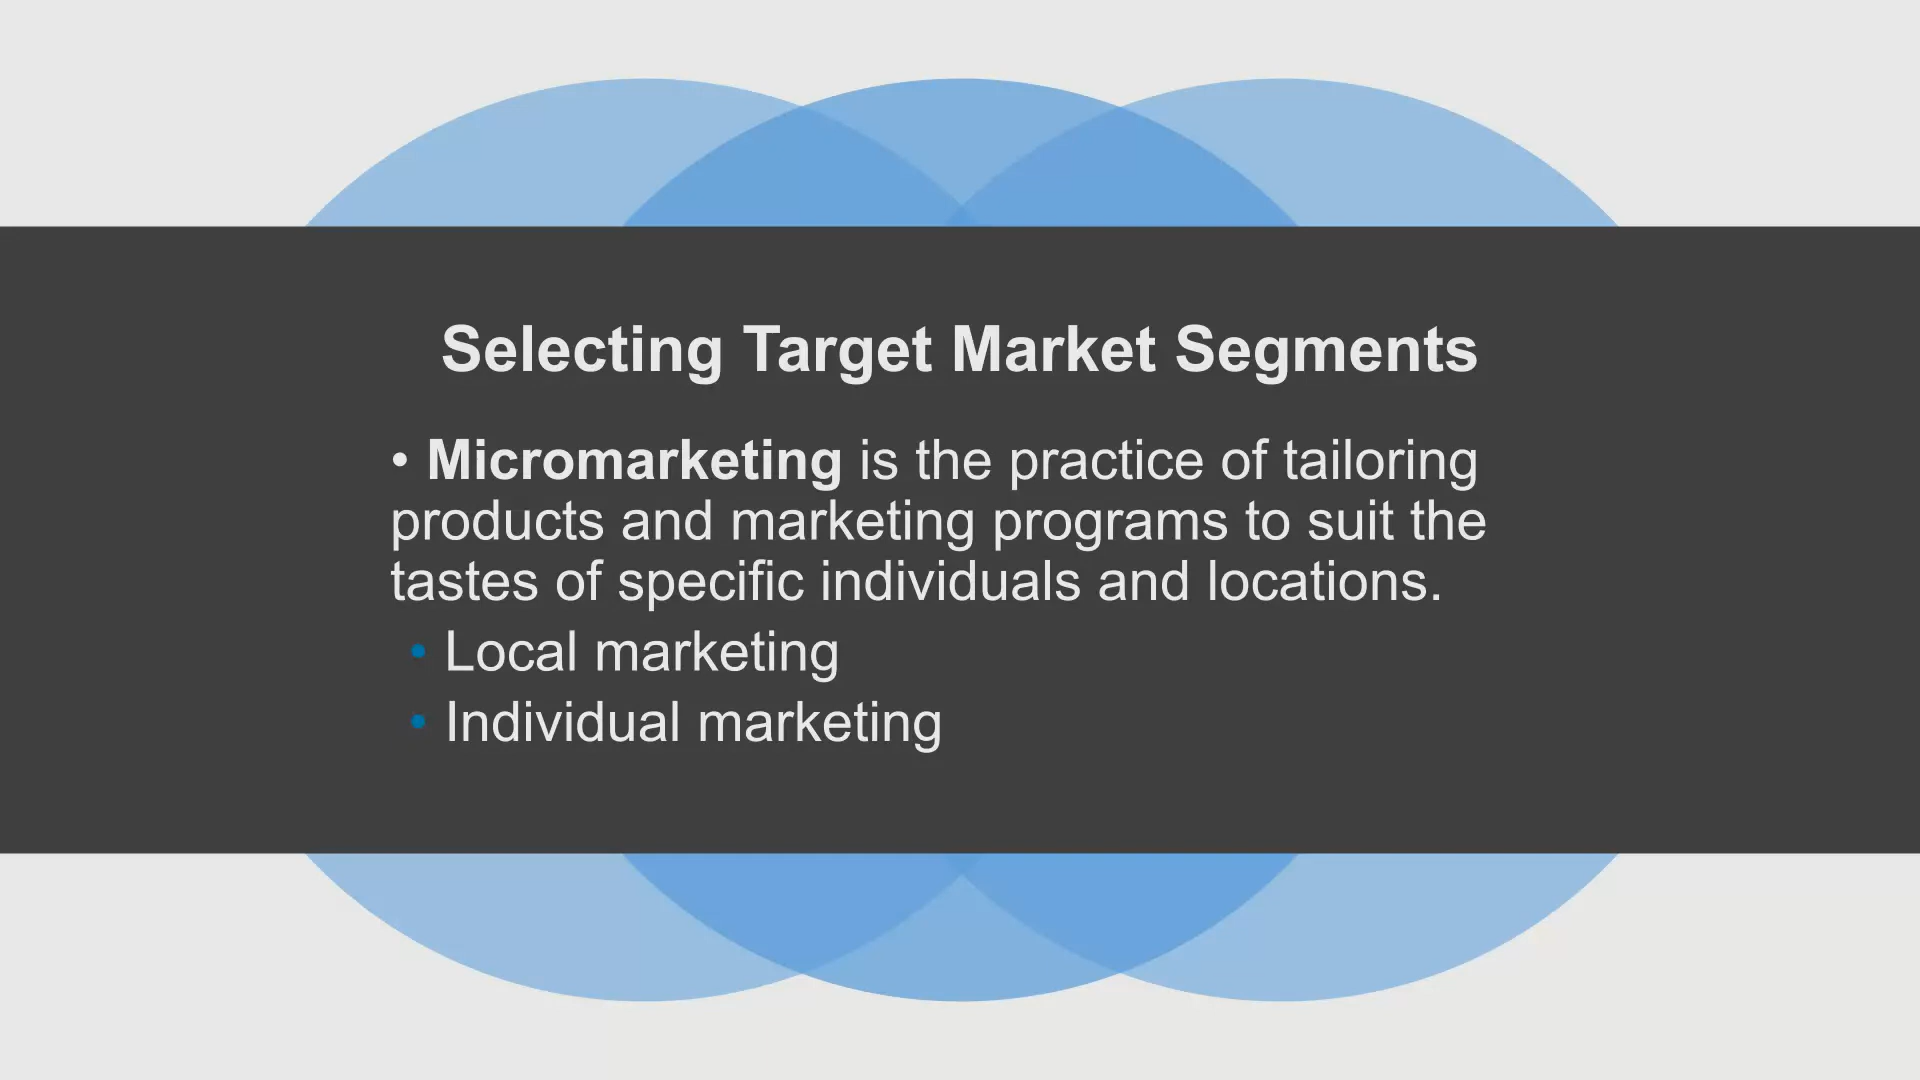 Selecting Target Market Segments
• Micromarketing is the practice of tailoring
products and marketing programs to suit the
tastes of specific individuals and locations.
• Local marketing
• Individual marketing